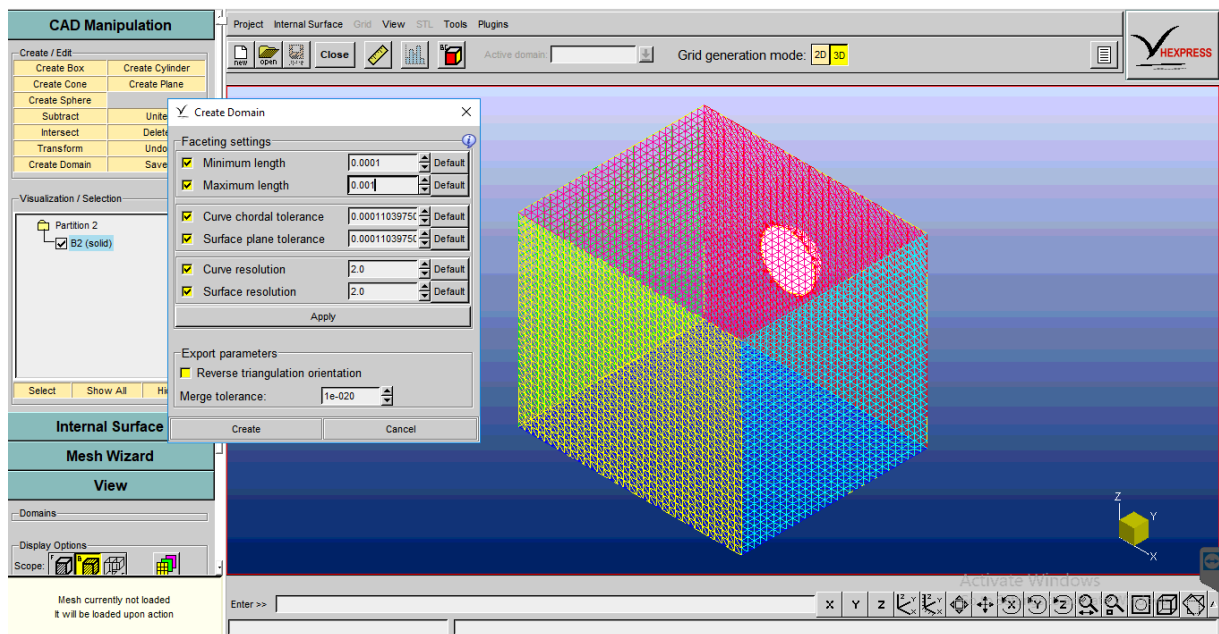 CAD Manipulation
Project Internal Surface Grid View STL Tools Plugins
new open save Close Active domain: Grid generation mode: 2D 3D
HEXPRESS
Create / Edit
Create Box Create Cylinder
Create Cone Create Plane
Create Sphere
Subtract Unite
Intersect Delete
Transform Undo
Create Domain Save
Visualization / Selection
Partition 2
B2 (solid)
Select Show All Hi
Internal Surface
Mesh Wizard
View
Domains
Display Options
Scope: F B
Mesh currently not loaded
It will be loaded upon action
Create Domain
Faceting settings
Minimum length 0.0001 Default
Maximum length 0.001 Default
Curve chordal tolerance 0.0001103975 Default
Surface plane tolerance 0.0001103975 Default
Curve resolution 2.0 Default
Surface resolution 2.0 Default
Apply
Export parameters
Reverse triangulation orientation
Merge tolerance: 1e-020
Create Cancel
Z
Y
X
Activate Windows
Enter >> X Y Z